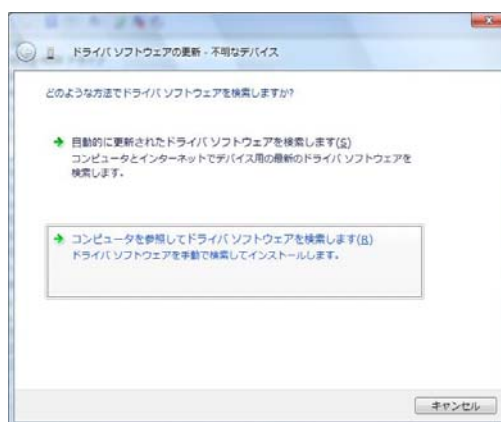 ドライバ ソフトウェアの更新 - 不明なデバイス
どのような方法でドライバ ソフトウェアを検索しますか?
自動的に更新されたドライバ ソフトウェアを検索します(S)
コンピュータとインターネットでデバイス用の最新のドライバ ソフトウェアを
検索します。
コンピュータを参照してドライバ ソフトウェアを検索します(R)
ドライバ ソフトウェアを手動で検索してインストールします。
キャンセル